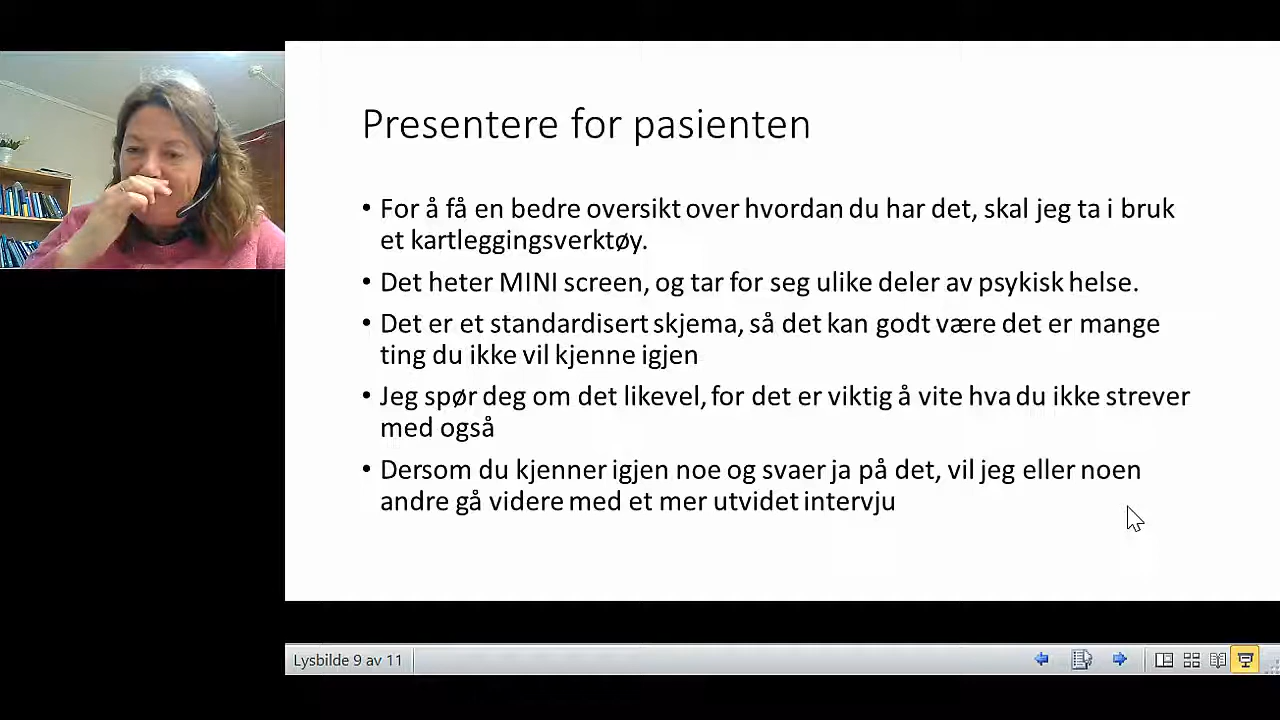 Presentere for pasienten
• For å få en bedre oversikt over hvordan du har det, skal jeg ta i bruk
et kartleggingsverktøy.
• Det heter MINI screen, og tar for seg ulike deler av psykisk helse.
• Det er et standardisert skjema, så det kan godt være det er mange
ting du ikke vil kjenne igjen
• Jeg spør deg om det likevel, for det er viktig å vite hva du ikke strever
med også
• Dersom du kjenner igjen noe og svaer ja på det, vil jeg eller noen
andre gå videre med et mer utvidet intervju
Lysbilde 9 av 11